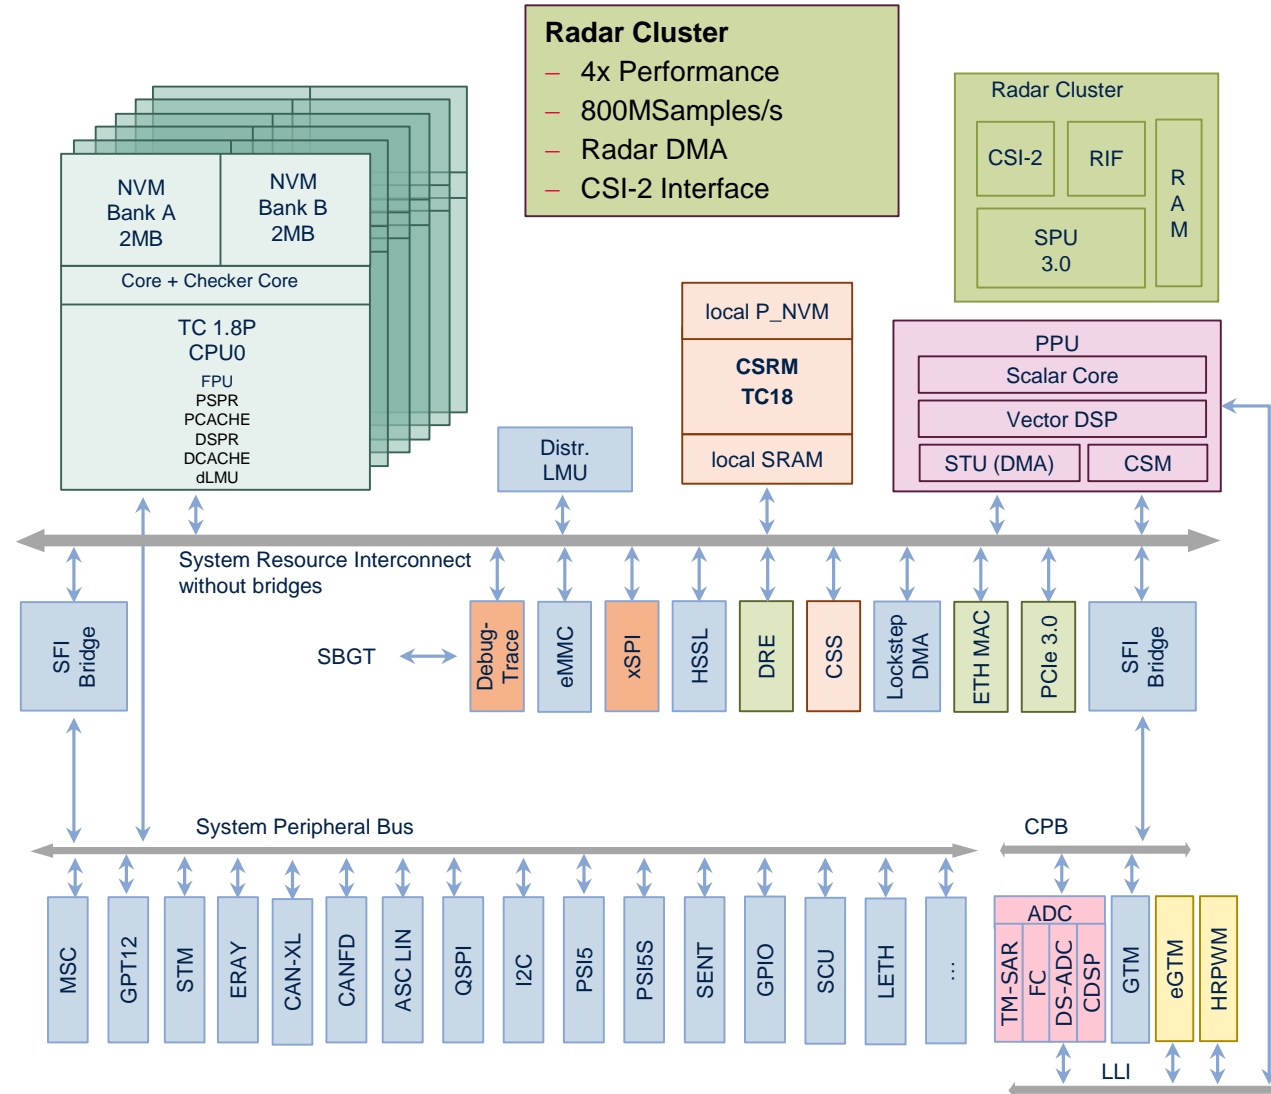 Radar Cluster
– 4x Performance
– 800MSamples/s
– Radar DMA
– CSI-2 Interface
Radar Cluster
CSI-2
RIF
R
A
M
SPU
3.0
NVM
Bank A
2MB
NVM
Bank B
2MB
Core + Checker Core
TC 1.8P
CPU0
FPU
PSPR
PCACHE
DSPR
DCACHE
dLMU
local P_NVM
CSRM
TC18
local SRAM
PPU
Scalar Core
Vector DSP
STU (DMA)
CSM
Distr.
LMU
System Resource Interconnect
without bridges
SFI
Bridge
SBGT
Debug-
Trace
eMMC
xSPI
HSSL
DRE
CSS
Lockstep
DMA
ETH MAC
PCIe 3.0
SFI
Bridge
System Peripheral Bus
CPB
MSC
GPT12
STM
ERAY
CAN-XL
CANFD
ASC LIN
QSPI
I2C
PSI5
PSI5S
SENT
GPIO
SCU
LETH
...
ADC
TM-SAR
FC
DS-ADC
CDSP
GTM
eGTM
HRPWM
LLI